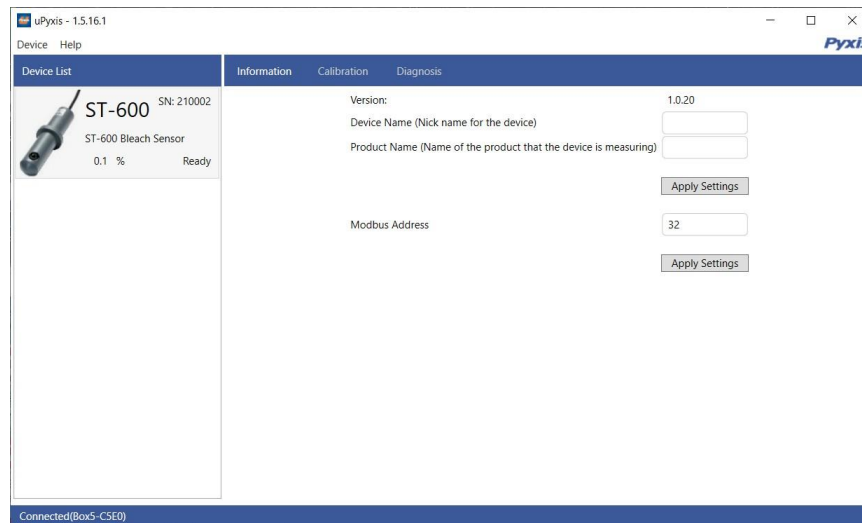 uPyxis - 1.5.16.1
Device Help
Device List
Information Calibration Diagnosis
ST-600 SN: 210002
ST-600 Bleach Sensor
0.1 % Ready
Version: 1.0.20
Device Name (Nick name for the device)
Product Name (Name of the product that the device is measuring)
Apply Settings
Modbus Address 32
Apply Settings
Connected(Box5-C5E0)